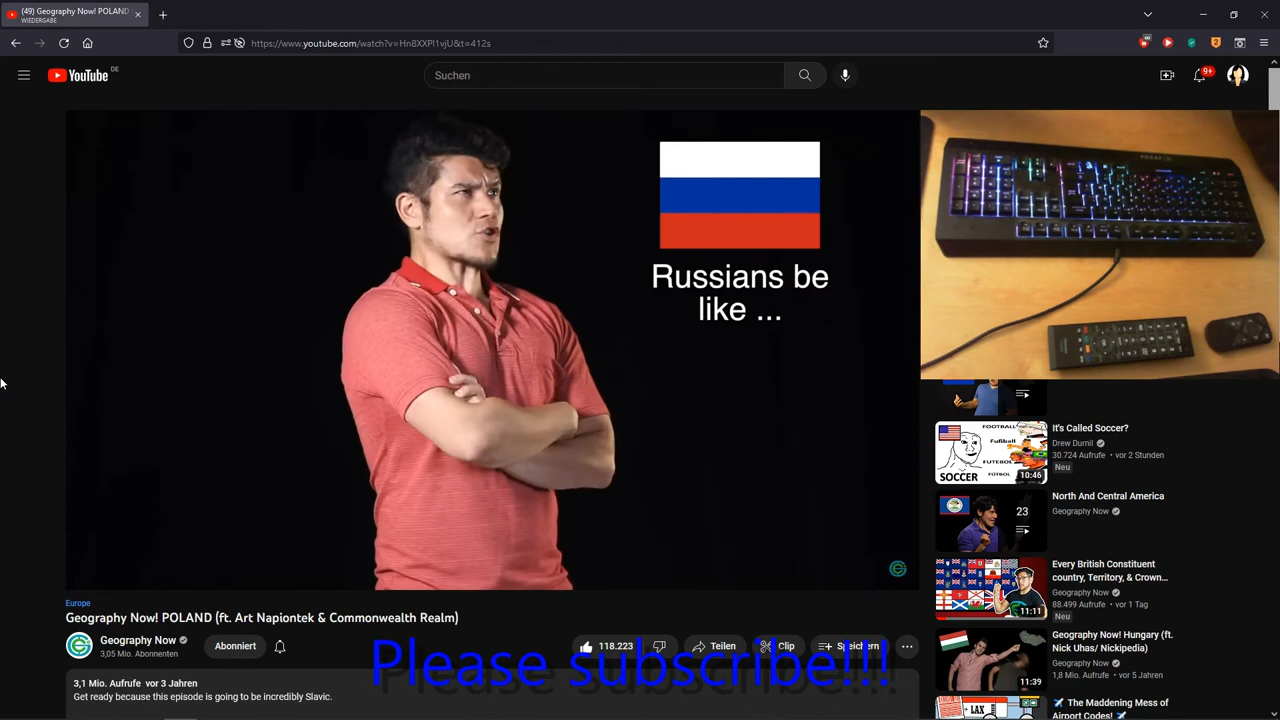 (49) Geography Now! POLAND
WIEDERGABE
https://www.youtube.com/watch?v=Hn8XXPl1vjU&t=412s
2
YouTube DE
Suchen
9+
Russians be
like ...
FOOTBALL
Fußball
FUTEBOL
FÚTBOL
SOCCER
10:46
It's Called Soccer?
Drew Durnil
30.724 Aufrufe • vor 2 Stunden
Neu
23
North And Central America
Geography Now
11:11
Every British Constituent
country, Territory, & Crown...
Geography Now
88.499 Aufrufe • vor 1 Tag
Neu
11:39
Geography Now! Hungary (ft.
Nick Uhas/ Nickipedia)
Geography Now
1,8 Mio. Aufrufe • vor 5 Jahren
LAX
✈️ The Maddening Mess of
Airport Codes! ✈️
Europe
Geography Now! POLAND (ft. Art Napiontek & Commonwealth Realm)
Geography Now
3,05 Mio. Abonnenten
Abonniert
118.223
Teilen
Clip
Speichern
Please subscribe!!!
3,1 Mio. Aufrufe vor 3 Jahren
Get ready because this episode is going to be incredibly Slavic.